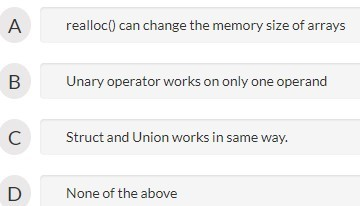 A realloc() can change the memory size of arrays
B Unary operator works on only one operand
C Struct and Union works in same way.
D None of the above